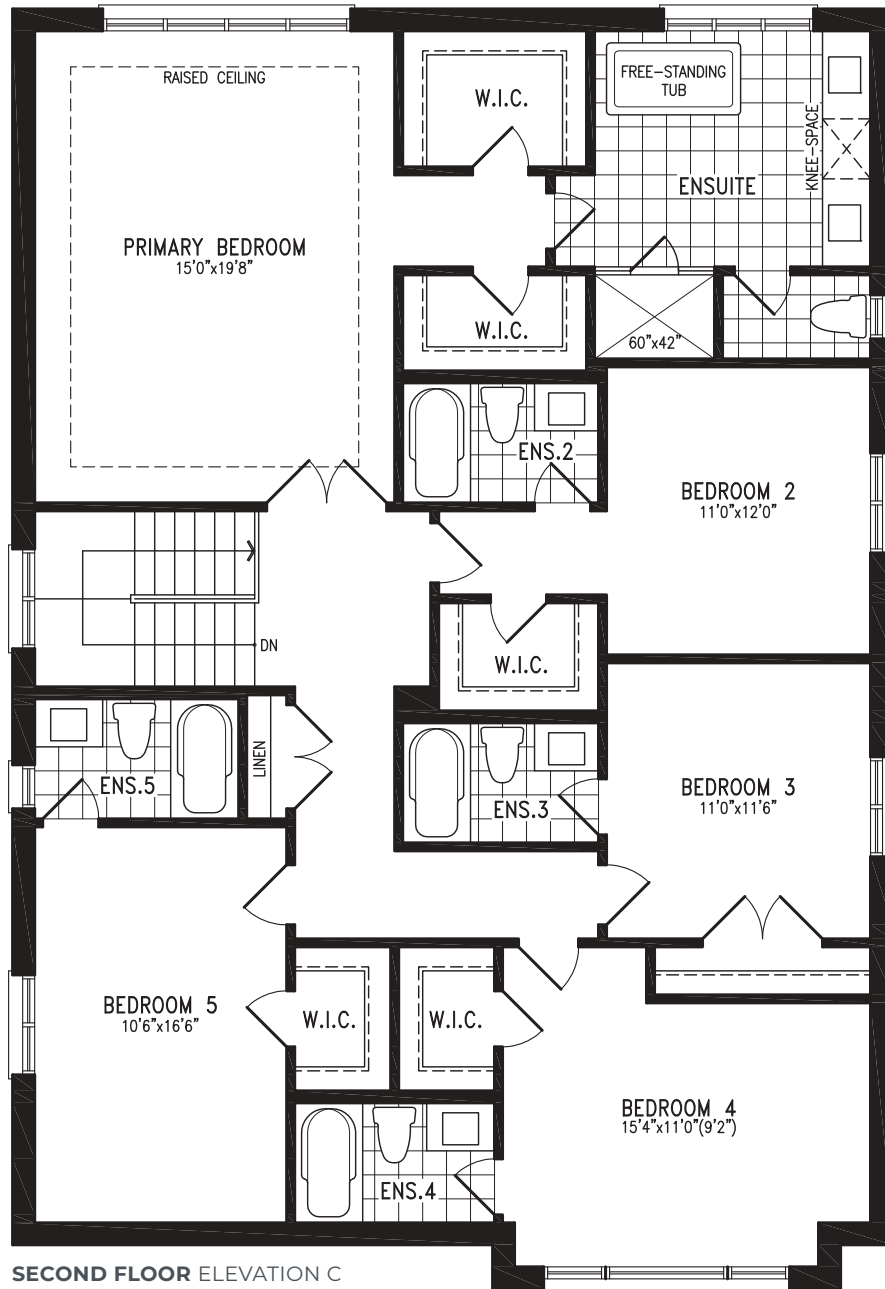 RAISED CEILING
W.I.C.
FREE-STANDING
TUB
KNEE-SPACE
ENSUITE
PRIMARY BEDROOM
15'0"x19'8"
W.I.C.
60"x42"
ENS.2
BEDROOM 2
11'0"x12'0"
DN
W.I.C.
LINEN
ENS.5
ENS.3
BEDROOM 3
11'0"x11'6"
BEDROOM 5
10'6"x16'6"
W.I.C.
W.I.C.
BEDROOM 4
15'4"x11'0"(9'2")
ENS.4
SECOND FLOOR ELEVATION C